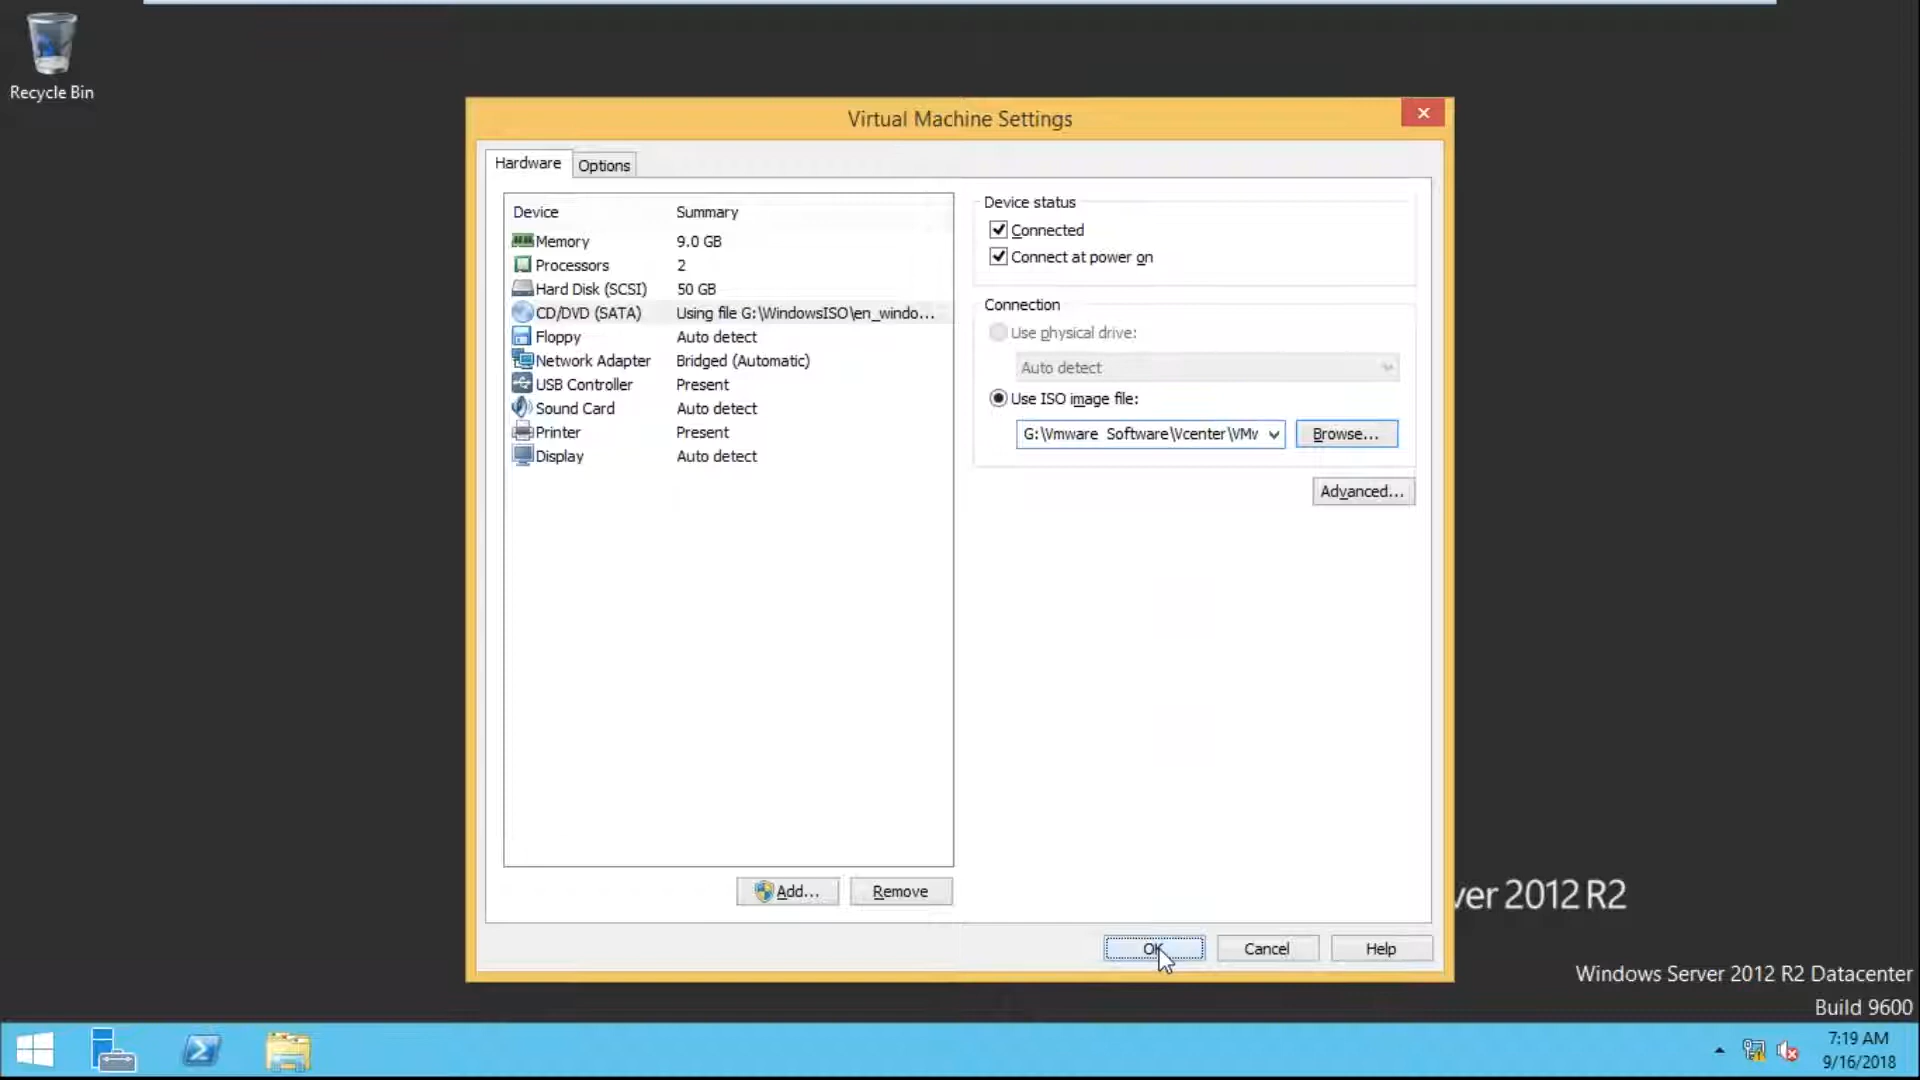 Recycle Bin
Virtual Machine Settings
Hardware
Options
Device Summary
Memory 9.0 GB
Processors 2
Hard Disk (SCSI) 50 GB
CD/DVD (SATA) Using file G:\WindowsISO\en_windo...
Floppy Auto detect
Network Adapter Bridged (Automatic)
USB Controller Present
Sound Card Auto detect
Printer Present
Display Auto detect
Add...
Remove
Device status
Connected
Connect at power on
Connection
Use physical drive:
Auto detect
Use ISO image file:
G:\Vmware Software\Vcenter\VMv
Browse...
Advanced...
OK
Cancel
Help
ver 2012 R2
Windows Server 2012 R2 Datacenter
Build 9600
7:19 AM
9/16/2018